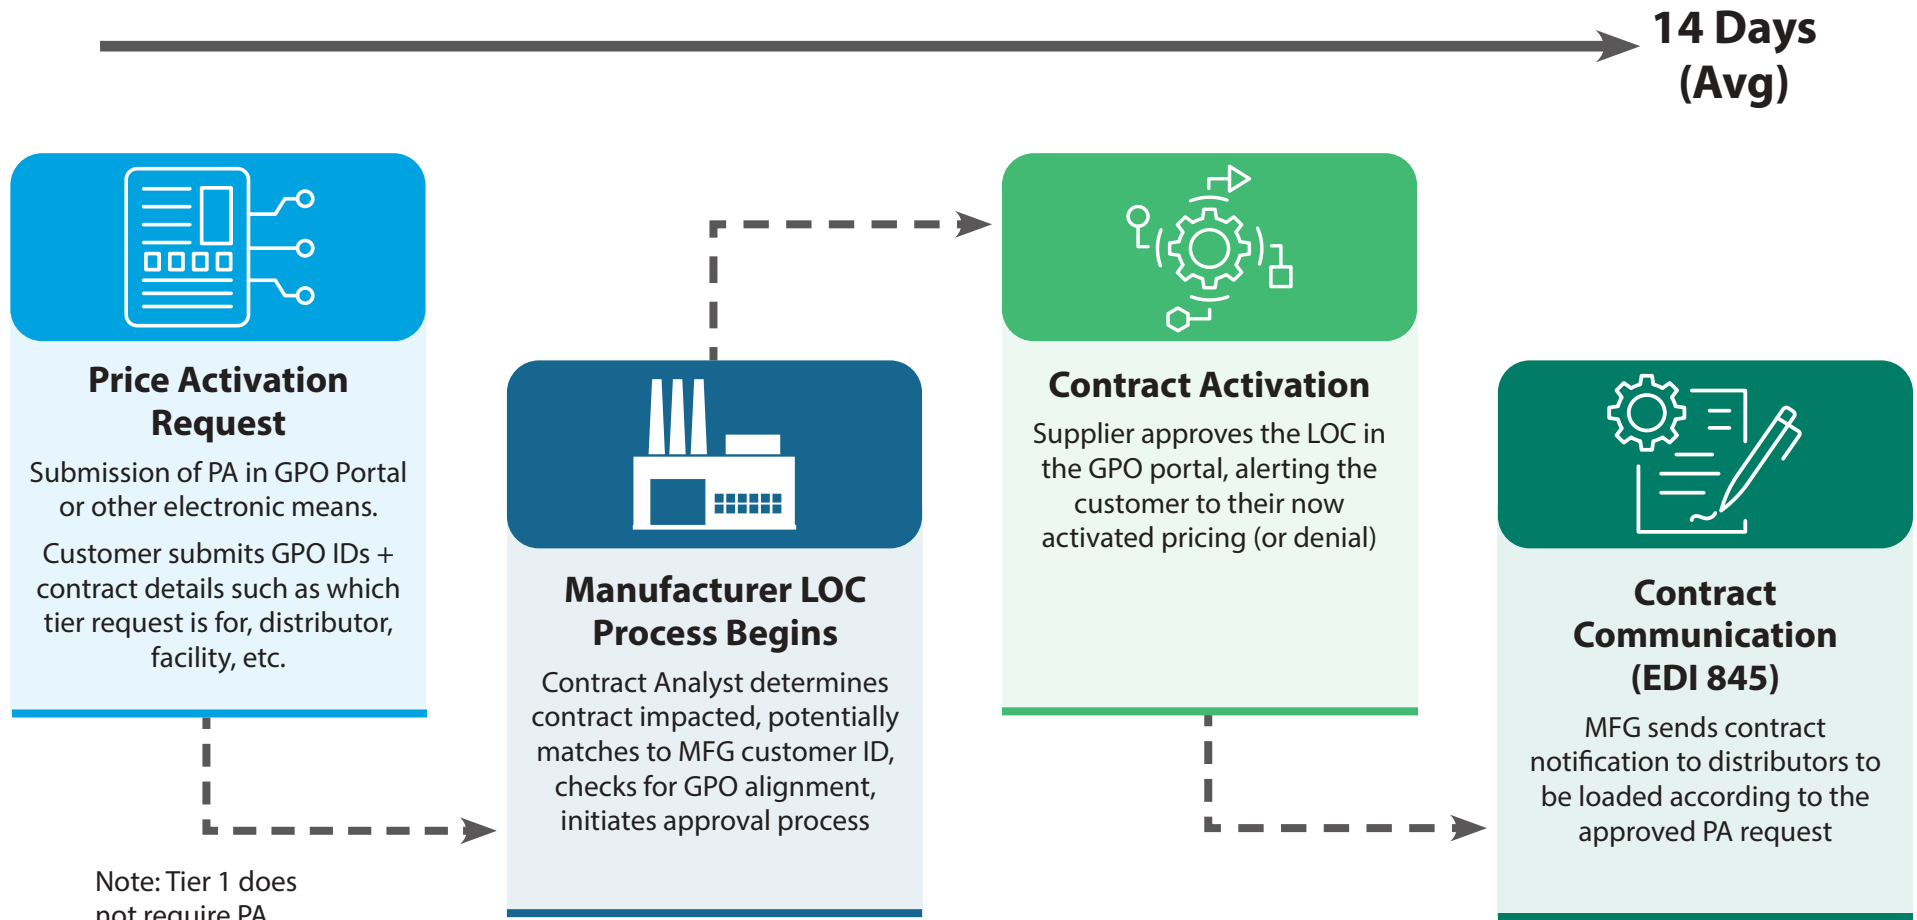 14 Days
(Avg)
Price Activation
Request
Submission of PA in GPO Portal
or other electronic means.
Customer submits GPO IDs +
contract details such as which
tier request is for, distributor,
facility, etc.
Note: Tier 1 does
not require PA
Manufacturer LOC
Process Begins
Contract Analyst determines
contract impacted, potentially
matches to MFG customer ID,
checks for GPO alignment,
initiates approval process
Contract Activation
Supplier approves the LOC in
the GPO portal, alerting the
customer to their now
activated pricing (or denial)
Contract
Communication
(EDI 845)
MFG sends contract
notification to distributors to
be loaded according to the
approved PA request